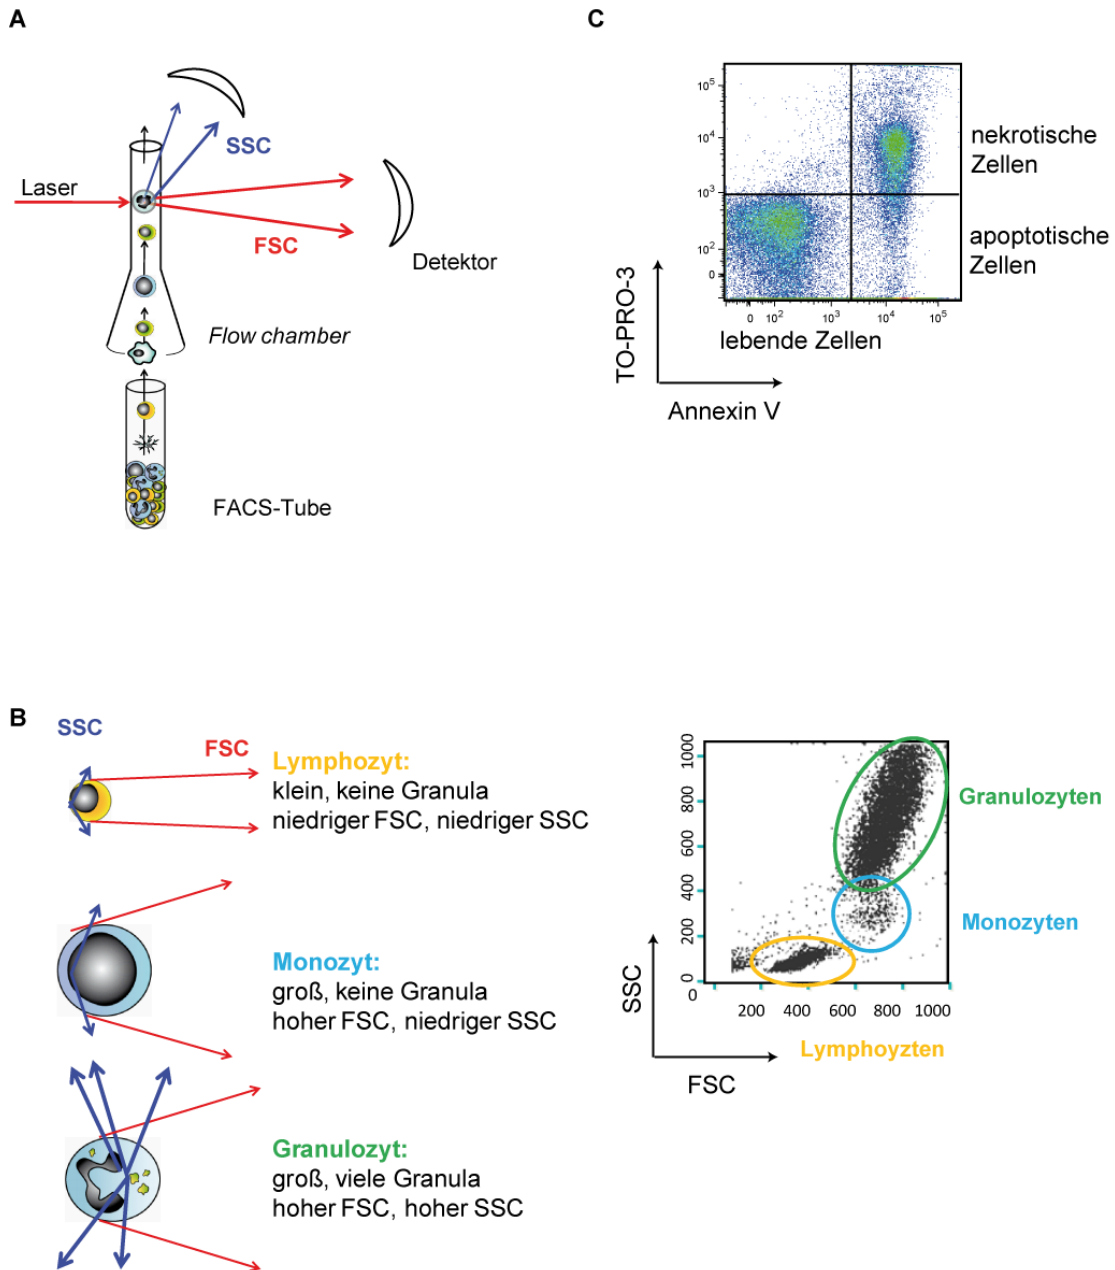 A
SSC
Laser
FSC
Detektor
Flow chamber
FACS-Tube
C
10⁵
10⁴
10³
10²
0
0 10² 10³ 10⁴ 10⁵
nekrotische
Zellen
apoptotische
Zellen
lebende Zellen
TO-PRO-3
Annexin V
B
SSC
FSC
Lymphozyt:
klein, keine Granula
niedriger FSC, niedriger SSC
Monozyt:
groß, keine Granula
hoher FSC, niedriger SSC
Granulozyt:
groß, viele Granula
hoher FSC, hoher SSC
1000
800
600
400
200
0
0
200 400 600 800 1000
Granulozyten
Monozyten
Lymphoyzten
SSC
FSC